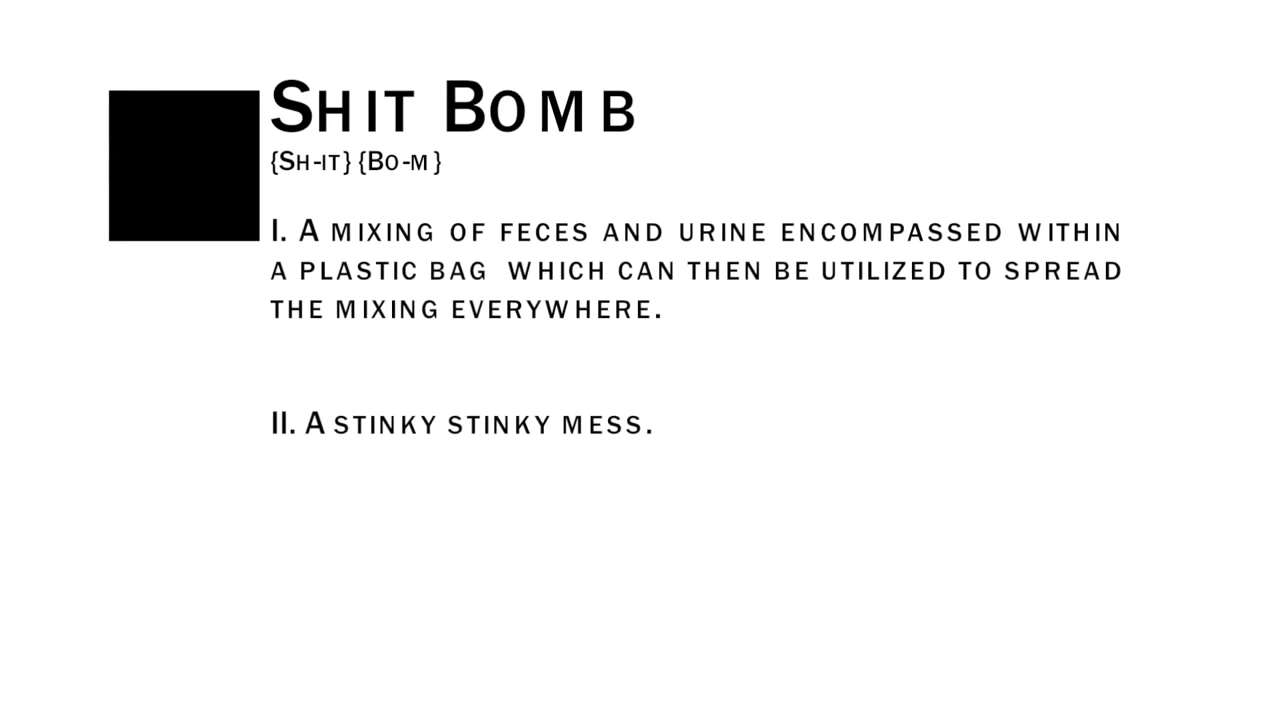 Shit Bomb
{Sh-it} {Bo-m}
I. A mixing of feces and urine encompassed within
a plastic bag which can then be utilized to spread
the mixing everywhere.
II. A stinky stinky mess.